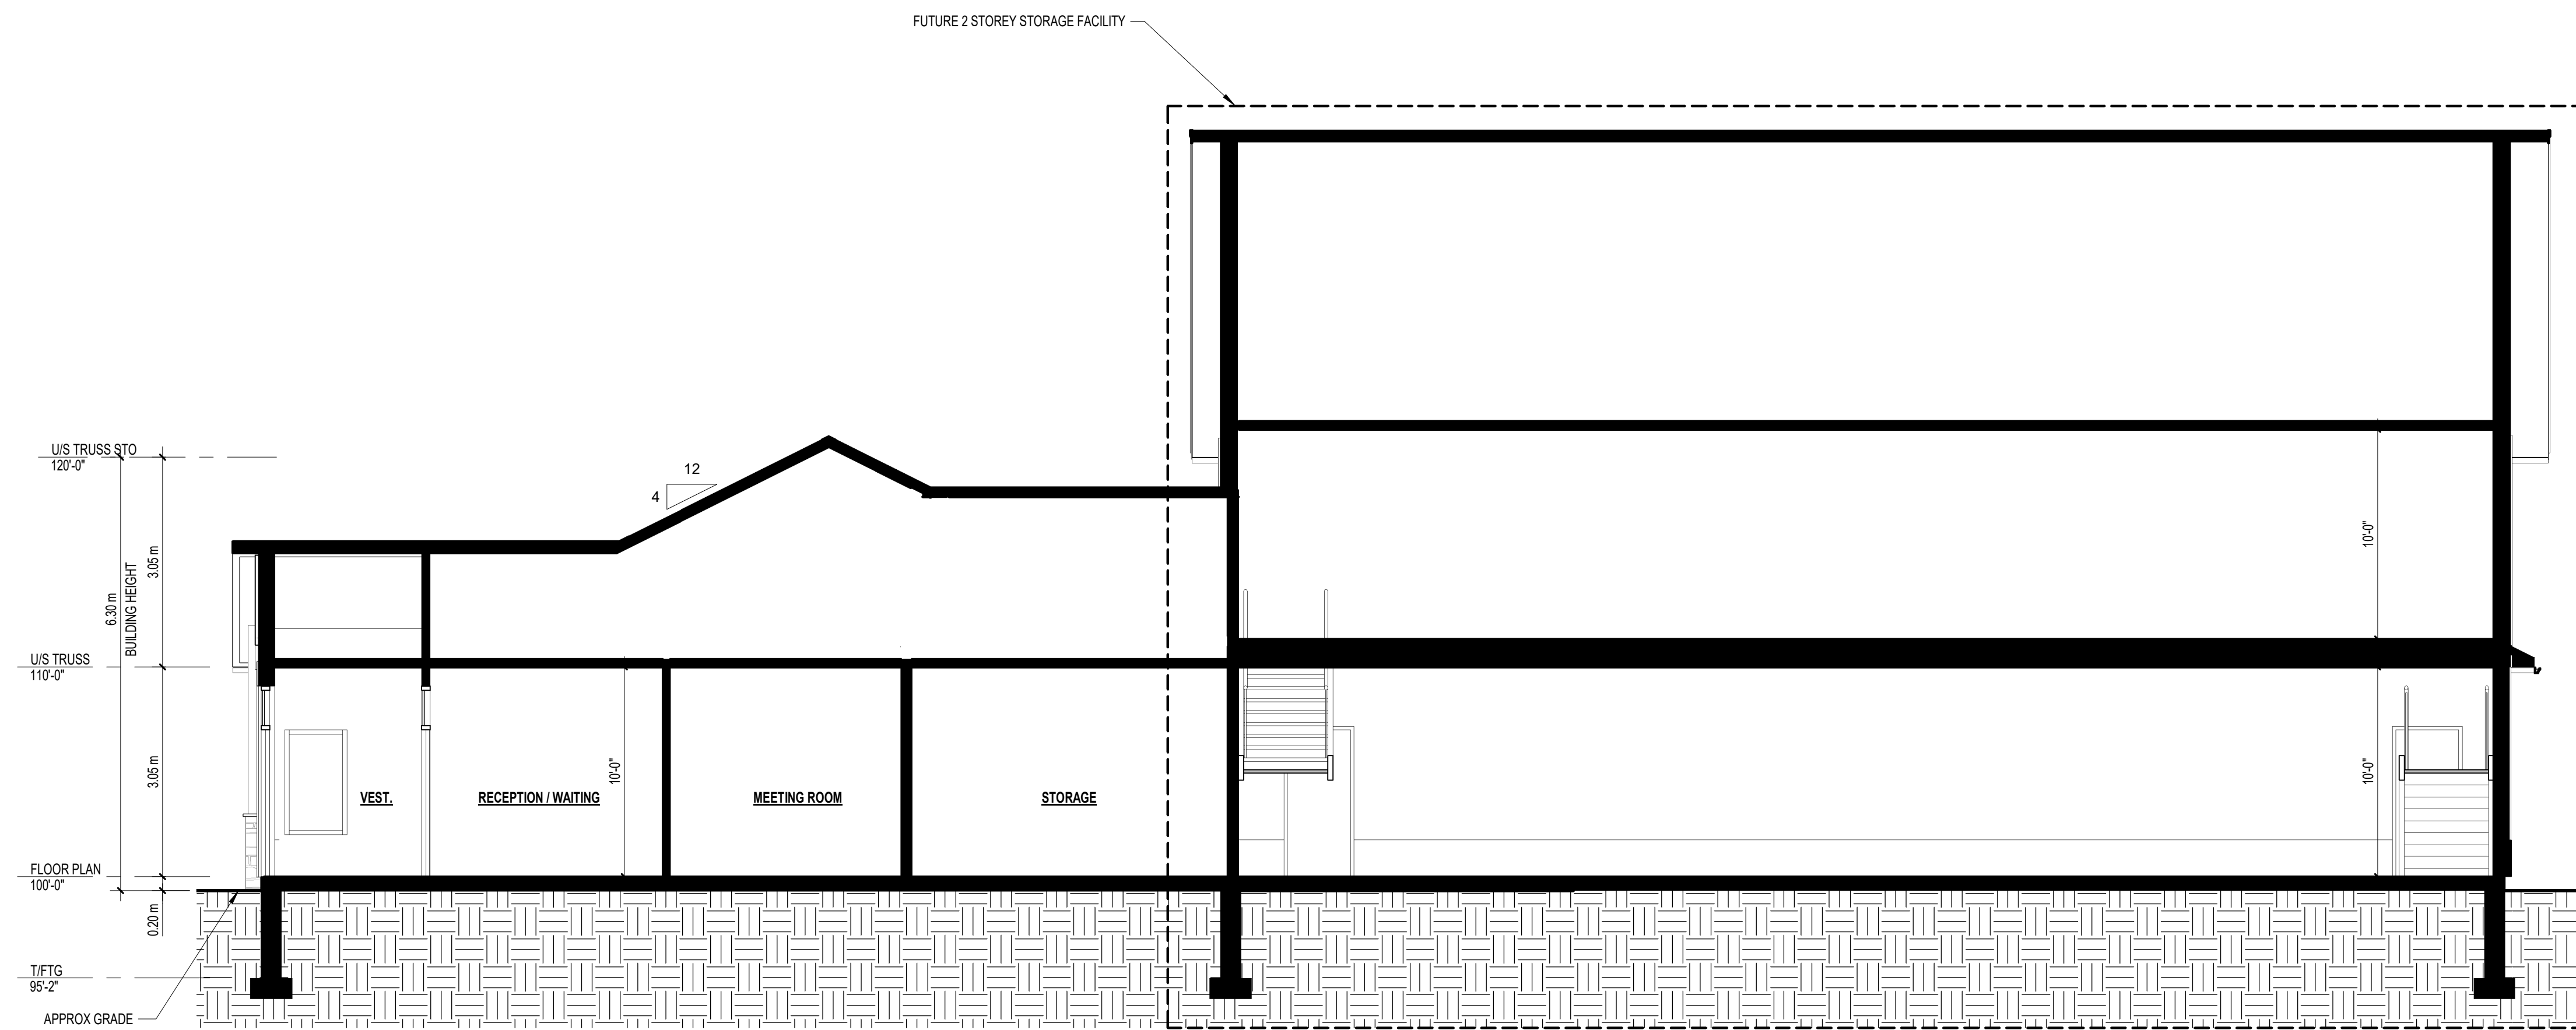 FUTURE 2 STOREY STORAGE FACILITY
U/S TRUSS STO
120'-0"
12
4
3.05 m
6.30 m
BUILDING HEIGHT
10'-0"
U/S TRUSS
110'-0"
3.05 m
10'-0"
10'-0"
VEST.
RECEPTION / WAITING
MEETING ROOM
STORAGE
FLOOR PLAN
100'-0"
0.20 m
T/FTG
95'-2"
APPROX GRADE